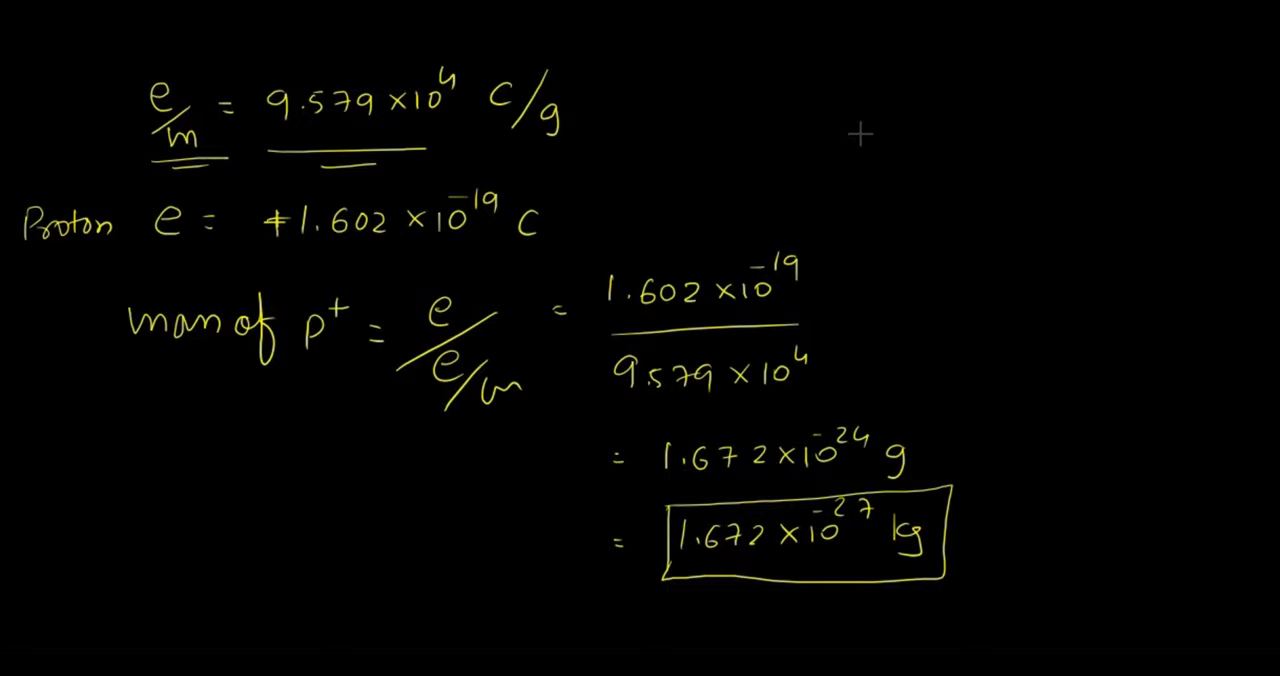 e/m = 9.579 × 10⁴ C/g
Proton e = +1.602 × 10⁻¹⁹ C
mass of p⁺ = e / e/m = 1.602 × 10⁻¹⁹ / 9.579 × 10⁴
= 1.672 × 10⁻²⁴ g
= 1.672 × 10⁻²⁷ kg